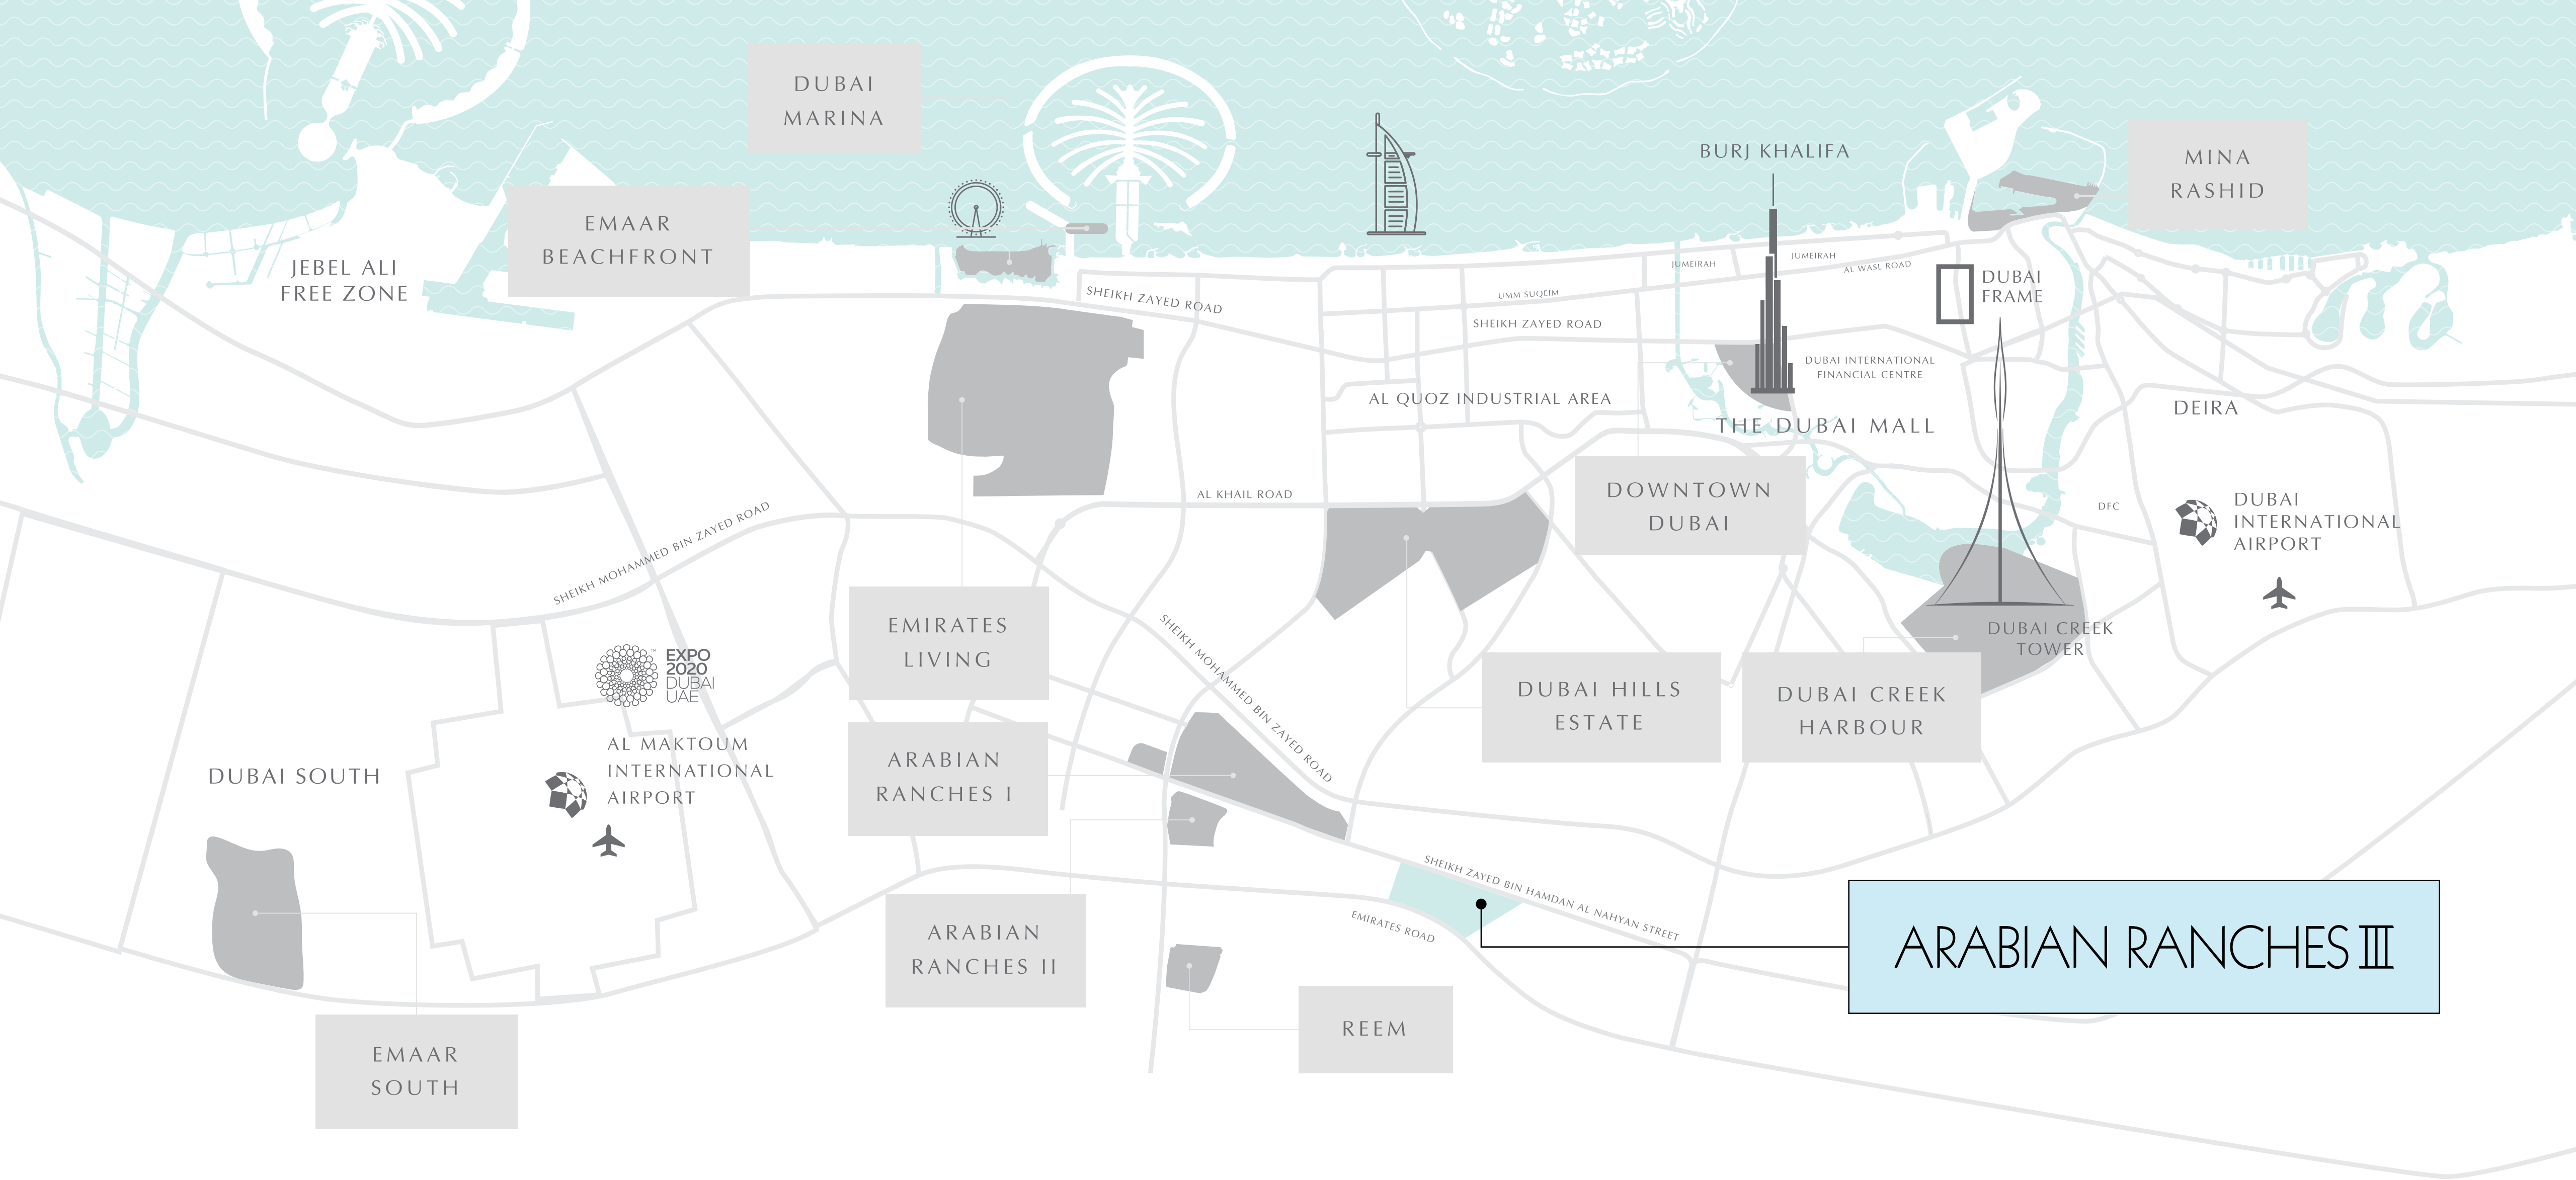 DUBAI
MARINA
BURJ KHALIFA
MINA
RASHID
EMAAR
BEACHFRONT
JEBEL ALI
FREE ZONE
SHEIKH ZAYED ROAD
UMM SUQEIM
SHEIKH ZAYED ROAD
JUMEIRAH
JUMEIRAH
AL WASL ROAD
DUBAI
FRAME
DUBAI INTERNATIONAL
FINANCIAL CENTRE
AL QUOZ INDUSTRIAL AREA
THE DUBAI MALL
DEIRA
AL KHAIL ROAD
DOWNTOWN
DUBAI
DFC
DUBAI
INTERNATIONAL
AIRPORT
SHEIKH MOHAMMED BIN ZAYED ROAD
EMIRATES
LIVING
SHEIKH MOHAMMED BIN ZAYED ROAD
DUBAI CREEK
TOWER
EXPO
2020
DUBAI
UAE
™
DUBAI HILLS
ESTATE
DUBAI CREEK
HARBOUR
AL MAKTOUM
INTERNATIONAL
AIRPORT
DUBAI SOUTH
ARABIAN
RANCHES I
SHEIKH ZAYED BIN HAMDAN AL NAHYAN STREET
EMIRATES ROAD
ARABIAN
RANCHES II
ARABIAN RANCHES III
REEM
EMAAR
SOUTH